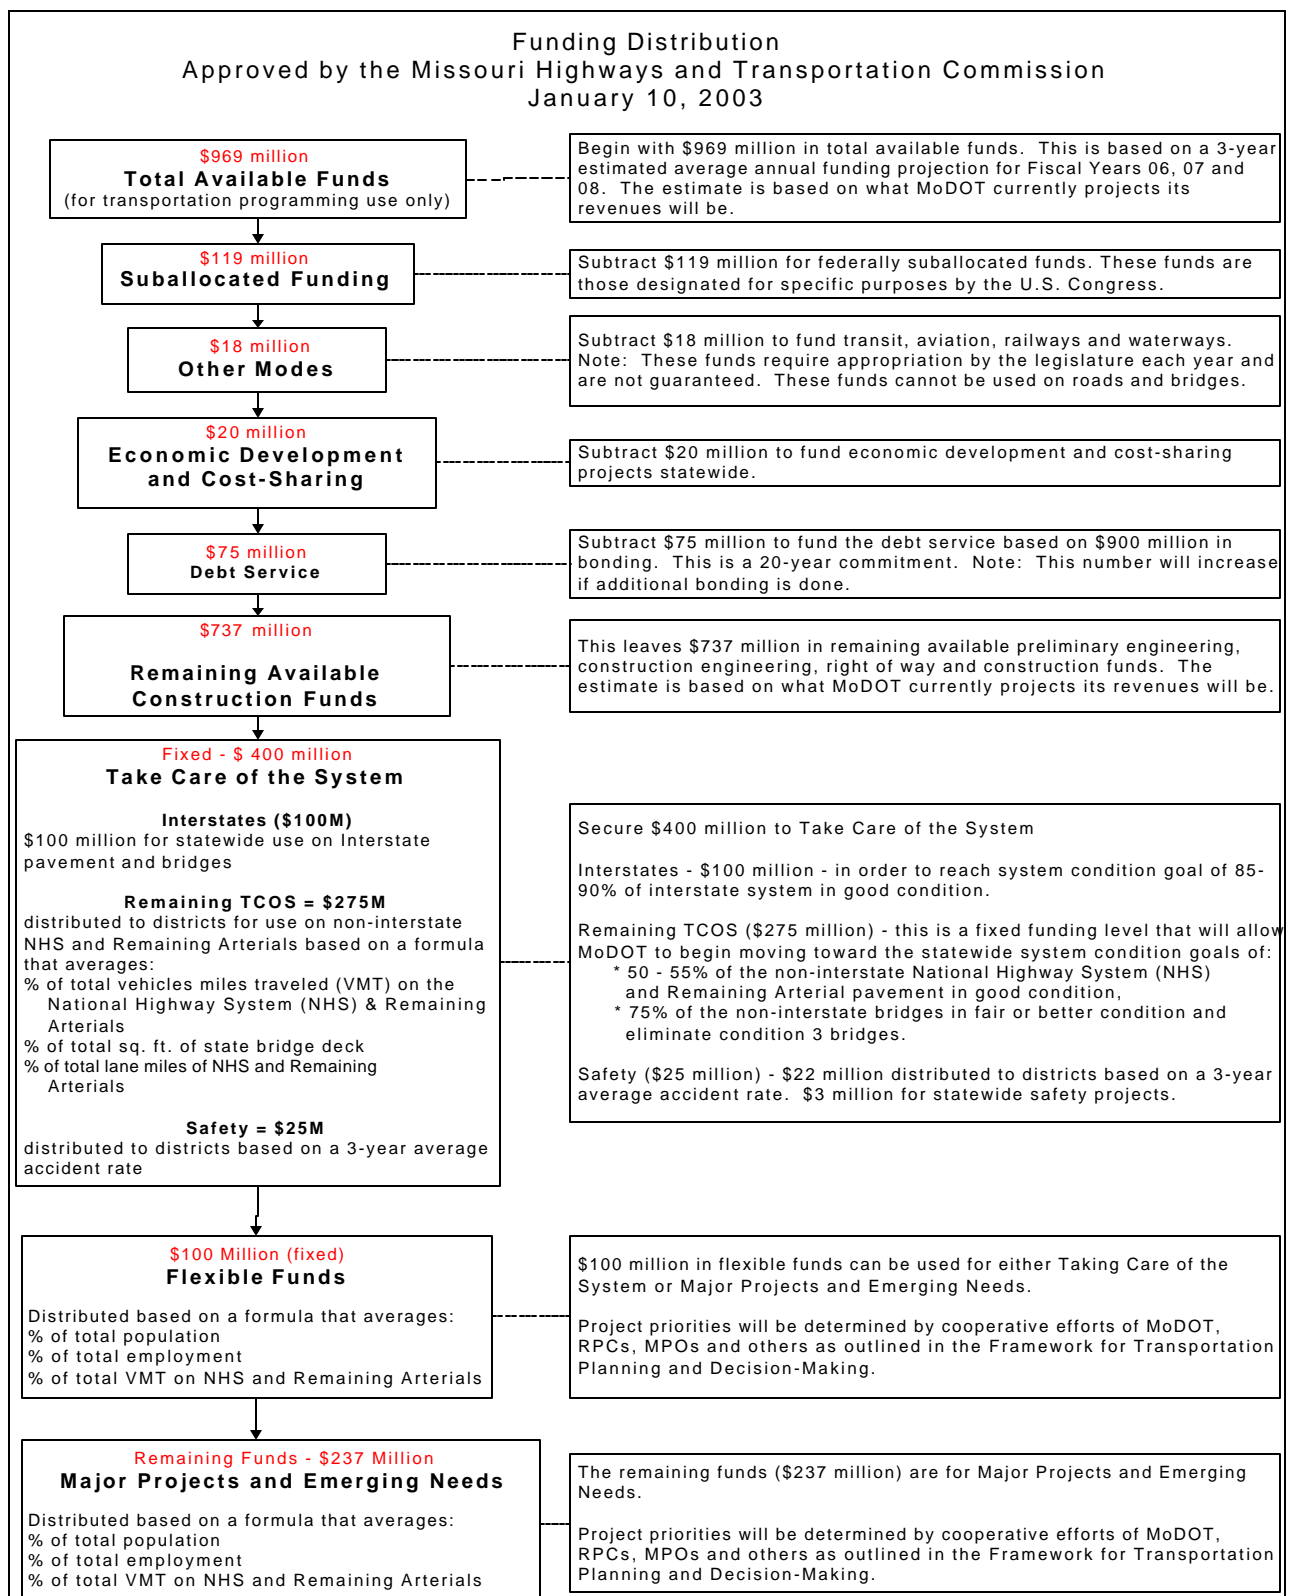 Funding Distribution
Approved by the Missouri Highways and Transportation Commission
January 10, 2003
$969 million
Total Available Funds
(for transportation programming use only)
Begin with $969 million in total available funds. This is based on a 3-year
estimated average annual funding projection for Fiscal Years 06, 07 and
08. The estimate is based on what MoDOT currently projects its
revenues will be.
$119 million
Suballocated Funding
Subtract $119 million for federally suballocated funds. These funds are
those designated for specific purposes by the U.S. Congress.
$18 million
Other Modes
Subtract $18 million to fund transit, aviation, railways and waterways.
Note: These funds require appropriation by the legislature each year and
are not guaranteed. These funds cannot be used on roads and bridges.
$20 million
Economic Development
and Cost-Sharing
Subtract $20 million to fund economic development and cost-sharing
projects statewide.
$75 million
Debt Service
Subtract $75 million to fund the debt service based on $900 million in
bonding. This is a 20-year commitment. Note: This number will increase
if additional bonding is done.
$737 million
Remaining Available
Construction Funds
This leaves $737 million in remaining available preliminary engineering,
construction engineering, right of way and construction funds. The
estimate is based on what MoDOT currently projects its revenues will be.
Fixed - $ 400 million
Take Care of the System
Interstates ($100M)
$100 million for statewide use on Interstate
pavement and bridges
Remaining TCOS = $275M
distributed to districts for use on non-interstate
NHS and Remaining Arterials based on a formula
that averages:
% of total vehicles miles traveled (VMT) on the
National Highway System (NHS) & Remaining
Arterials
% of total sq. ft. of state bridge deck
% of total lane miles of NHS and Remaining
Arterials
Safety = $25M
distributed to districts based on a 3-year average
accident rate
Secure $400 million to Take Care of the System
Interstates - $100 million - in order to reach system condition goal of 85-
90% of interstate system in good condition.
Remaining TCOS ($275 million) - this is a fixed funding level that will allow
MoDOT to begin moving toward the statewide system condition goals of:
* 50 - 55% of the non-interstate National Highway System (NHS)
and Remaining Arterial pavement in good condition,
* 75% of the non-interstate bridges in fair or better condition and
eliminate condition 3 bridges.
Safety ($25 million) - $22 million distributed to districts based on a 3-year
average accident rate. $3 million for statewide safety projects.
$100 Million (fixed)
Flexible Funds
Distributed based on a formula that averages:
% of total population
% of total employment
% of total VMT on NHS and Remaining Arterials
$100 million in flexible funds can be used for either Taking Care of the
System or Major Projects and Emerging Needs.
Project priorities will be determined by cooperative efforts of MoDOT,
RPCs, MPOs and others as outlined in the Framework for Transportation
Planning and Decision-Making.
Remaining Funds - $237 Million
Major Projects and Emerging Needs
Distributed based on a formula that averages:
% of total population
% of total employment
% of total VMT on NHS and Remaining Arterials
The remaining funds ($237 million) are for Major Projects and Emerging
Needs.
Project priorities will be determined by cooperative efforts of MoDOT,
RPCs, MPOs and others as outlined in the Framework for Transportation
Planning and Decision-Making.